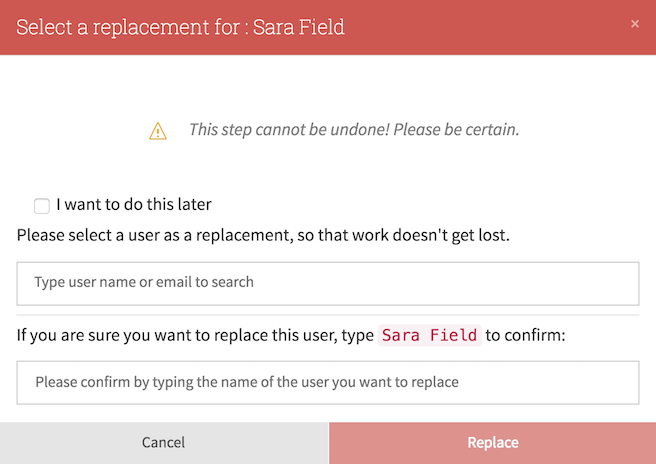 Select a replacement for : Sara Field
×
This step cannot be undone! Please be certain.
I want to do this later
Please select a user as a replacement, so that work doesn't get lost.
Type user name or email to search
If you are sure you want to replace this user, type Sara Field to confirm:
Please confirm by typing the name of the user you want to replace
Cancel
Replace